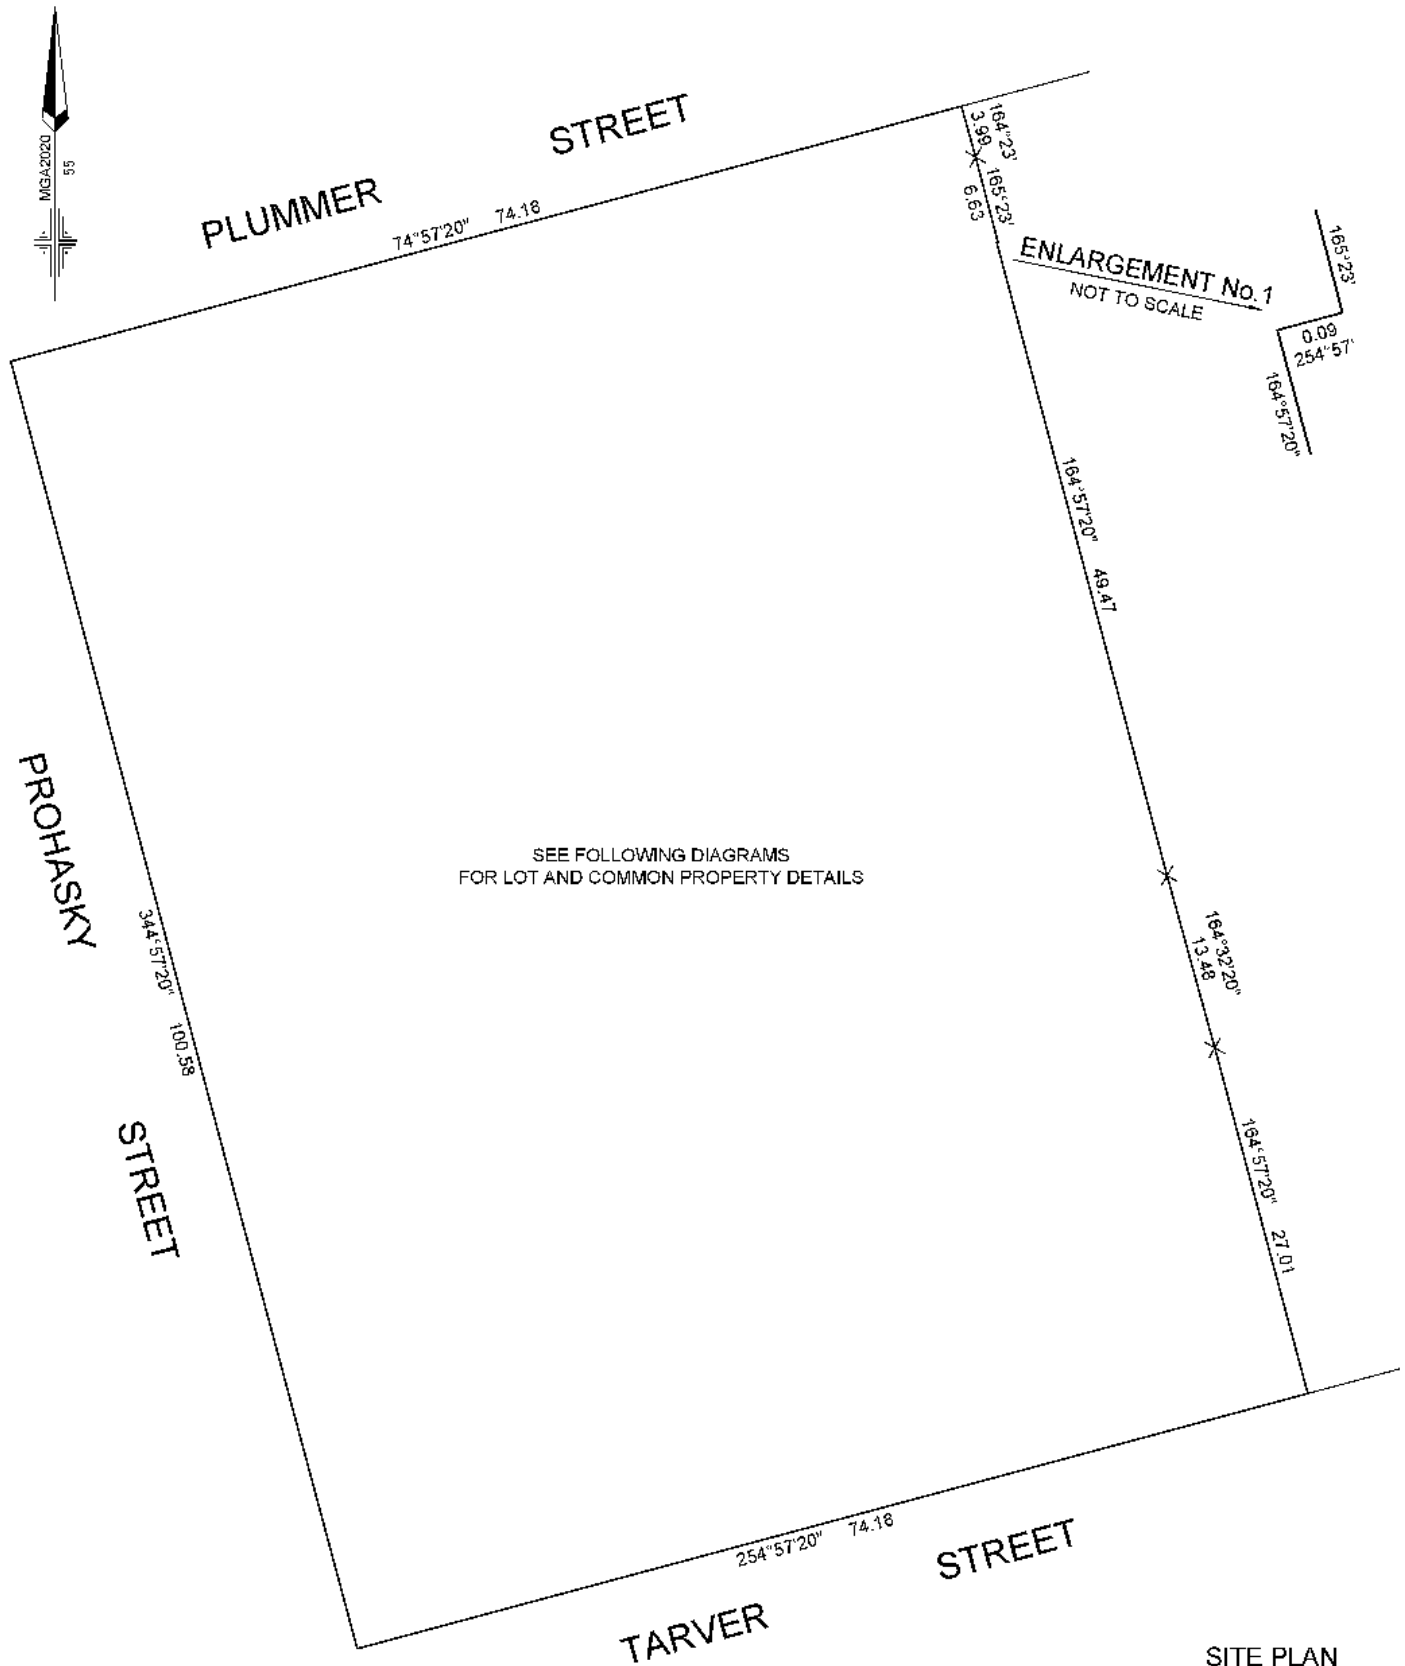 MGA2020
55
PLUMMER STREET
74°57'20" 74.18
164°23'
3.99
165°23'
6.63
ENLARGEMENT No.1
NOT TO SCALE
165°23'
0.09
254°57'
164°57'20"
164°57'20" 49.47
PROHASKY STREET
344°57'20" 100.58
SEE FOLLOWING DIAGRAMS
FOR LOT AND COMMON PROPERTY DETAILS
164°32'20"
13.48
164°57'20" 27.01
254°57'20" 74.18
TARVER STREET
SITE PLAN